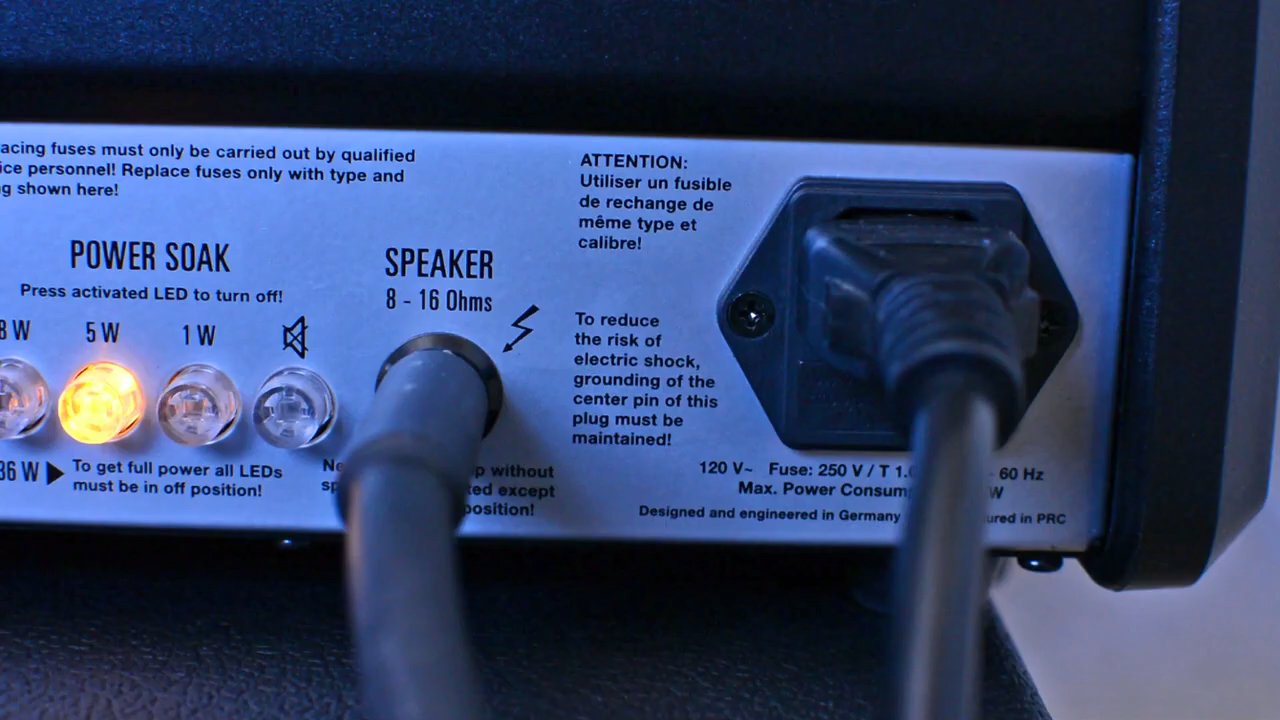 acing fuses must only be carried out by qualified
ice personnel! Replace fuses only with type and
g shown here!
POWER SOAK
Press activated LED to turn off!
8 W 5 W 1 W
36 W
To get full power all LEDs
must be in off position!
SPEAKER
8 - 16 Ohms
Ne p without
sp ed except
position!
ATTENTION:
Utiliser un fusible
de rechange de
même type et
calibre!
To reduce
the risk of
electric shock,
grounding of the
center pin of this
plug must be
maintained!
120 V~ Fuse: 250 V / T 1. 60 Hz
Max. Power Consum W
Designed and engineered in Germany ured in PRC